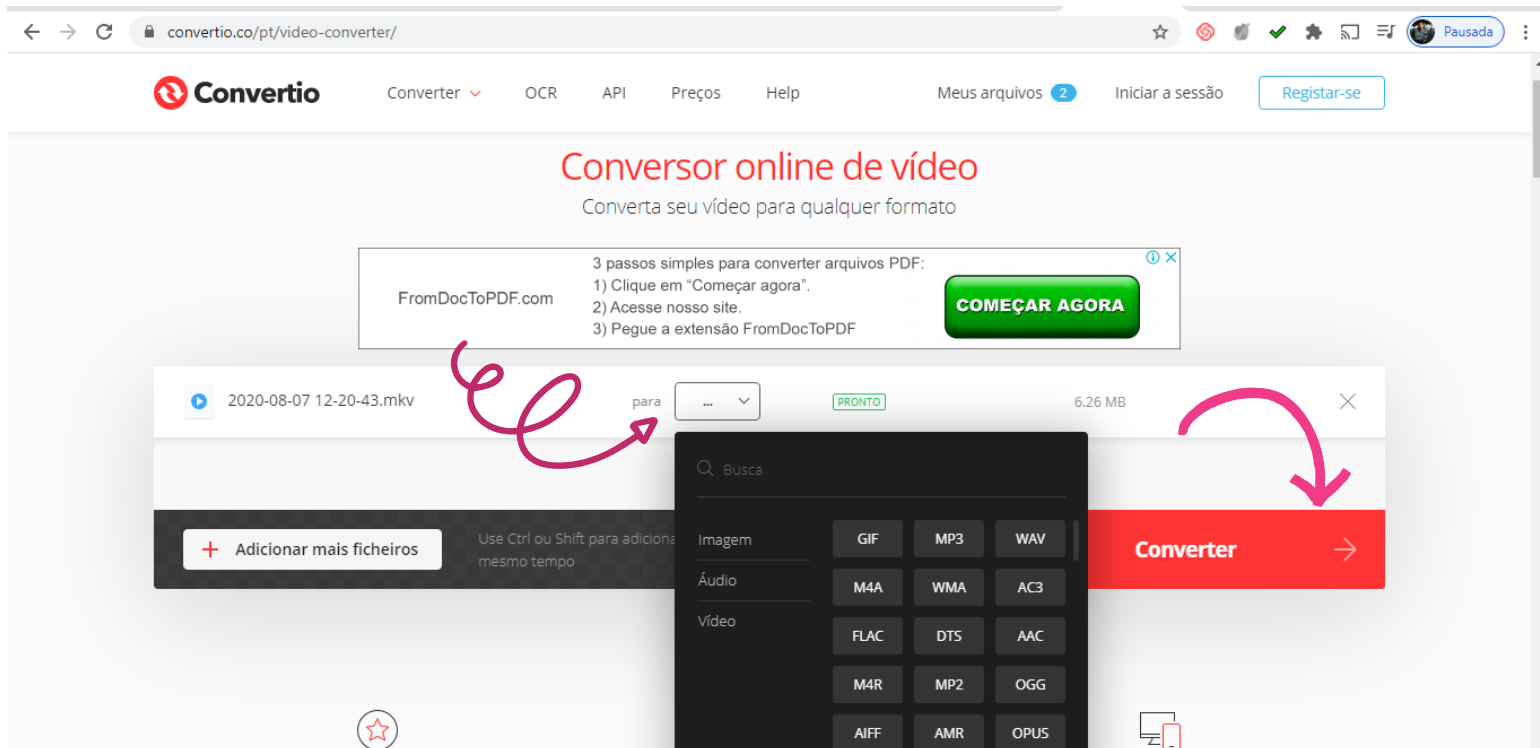 convertio.co/pt/video-converter/
Pausada
Convertio
Converter
OCR
API
Preços
Help
Meus arquivos 2
Iniciar a sessão
Registar-se
Conversor online de vídeo
Converta seu vídeo para qualquer formato
FromDocToPDF.com
3 passos simples para converter arquivos PDF:
1) Clique em “Começar agora”.
2) Acesse nosso site.
3) Pegue a extensão FromDocToPDF
COMEÇAR AGORA
2020-08-07 12-20-43.mkv
para
...
PRONTO
6.26 MB
Busca
Adicionar mais ficheiros
Use Ctrl ou Shift para adiciona
mesmo tempo
Imagem
Áudio
Vídeo
GIF MP3 WAV
M4A WMA AC3
FLAC DTS AAC
M4R MP2 OGG
AIFF AMR OPUS
Converter